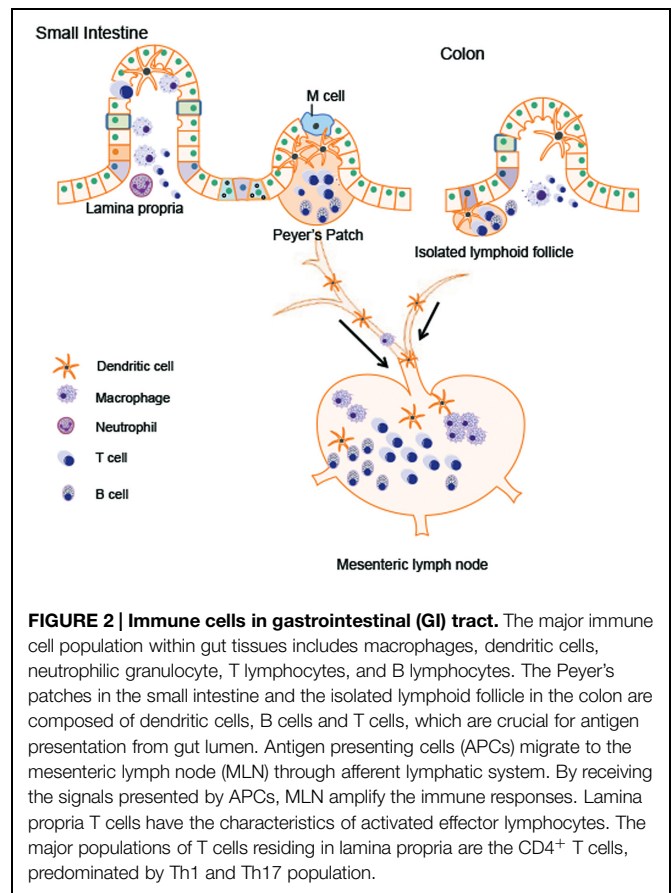 Small Intestine
Colon
M cell
Lamina propria
Peyer's Patch
Isolated lymphoid follicle
Dendritic cell
Macrophage
Neutrophil
T cell
B cell
Mesenteric lymph node
FIGURE 2 | Immune cells in gastrointestinal (GI) tract. The major immune
cell population within gut tissues includes macrophages, dendritic cells,
neutrophilic granulocyte, T lymphocytes, and B lymphocytes. The Peyer's
patches in the small intestine and the isolated lymphoid follicle in the colon are
composed of dendritic cells, B cells and T cells, which are crucial for antigen
presentation from gut lumen. Antigen presenting cells (APCs) migrate to the
mesenteric lymph node (MLN) through afferent lymphatic system. By receiving
the signals presented by APCs, MLN amplify the immune responses. Lamina
propria T cells have the characteristics of activated effector lymphocytes. The
major populations of T cells residing in lamina propria are the CD4⁺ T cells,
predominated by Th1 and Th17 population.